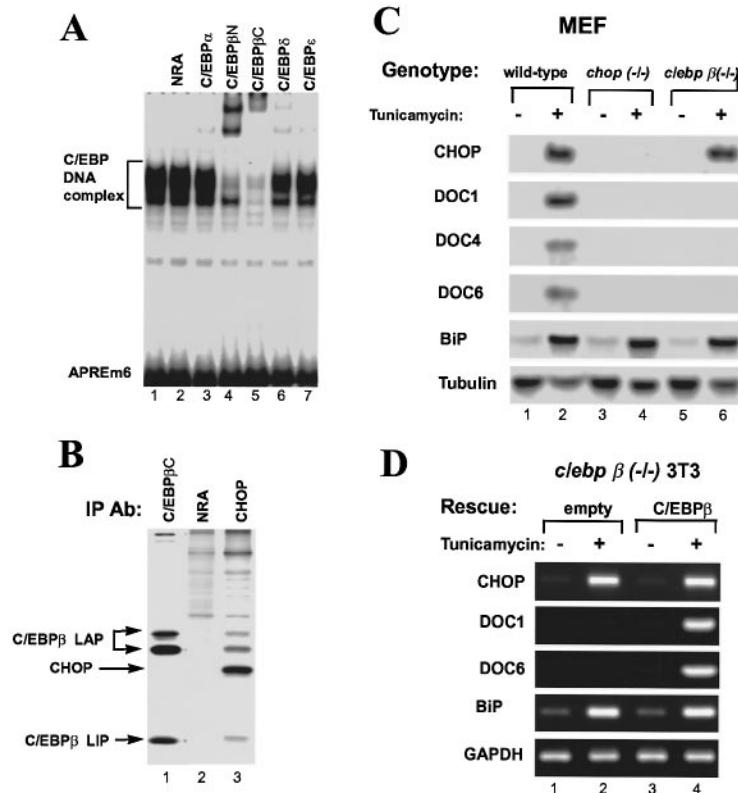 A
NRA
C/EBPα
C/EBPβN
C/EBPβC
C/EBPδ
C/EBPε
C/EBP
DNA
complex
APREm6
1 2 3 4 5 6 7
B
IP Ab:
C/EBPβC
NRA
CHOP
C/EBPβ LAP
CHOP
C/EBPβ LIP
1 2 3
C
MEF
Genotype: wild-type chop (-/-) c/ebp β(-/-)
Tunicamycin: - + - + - +
CHOP
DOC1
DOC4
DOC6
BiP
Tubulin
1 2 3 4 5 6
D
c/ebp β (-/-) 3T3
Rescue: empty C/EBPβ
Tunicamycin: - + - +
CHOP
DOC1
DOC6
BiP
GAPDH
1 2 3 4